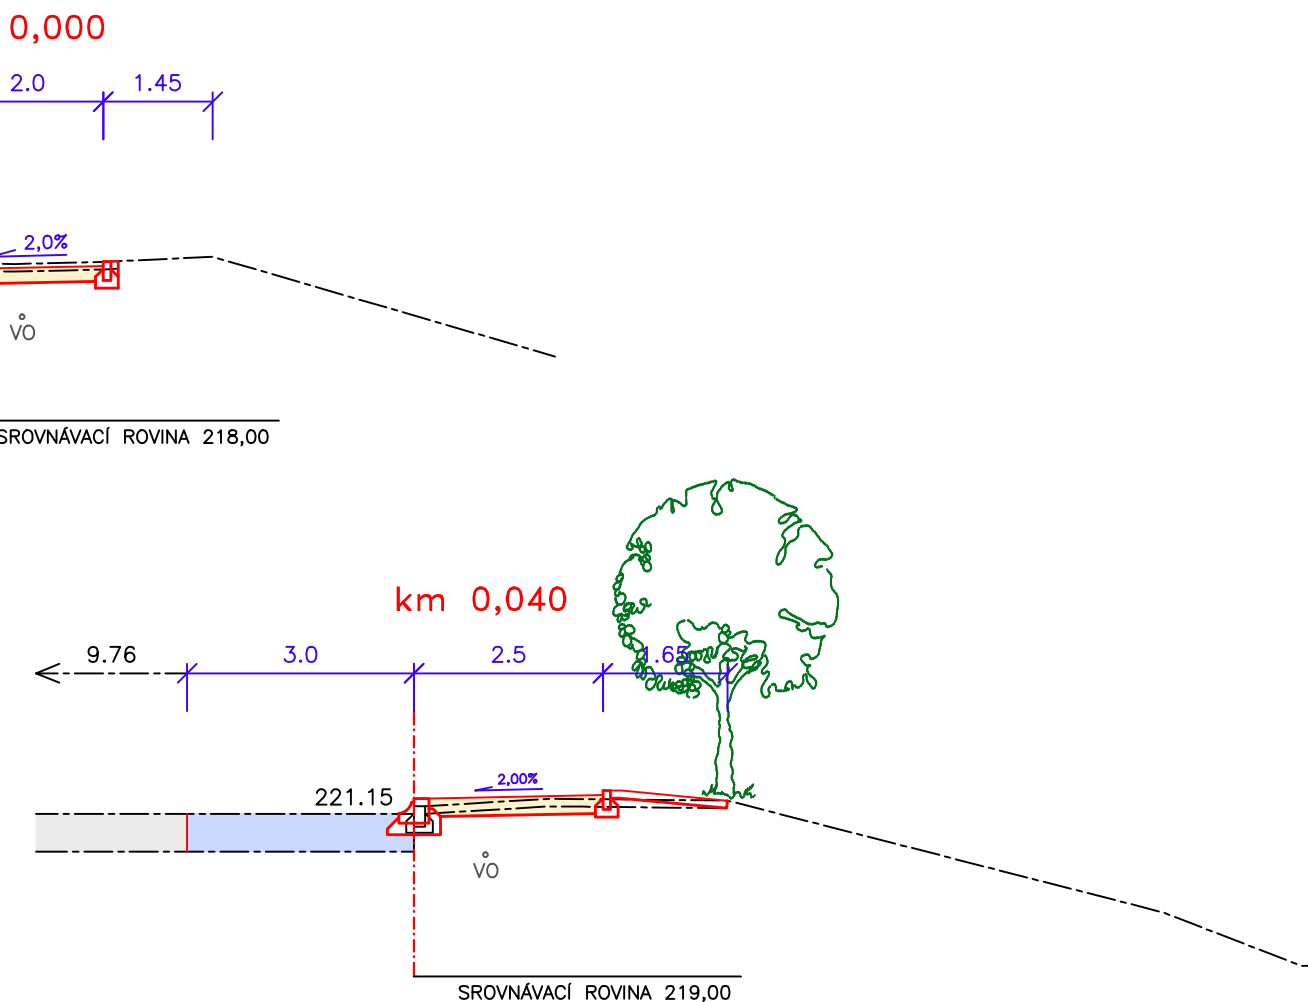 0,000
2.0 1.45
2,0%
VO
SROVNÁVACÍ ROVINA 218,00
km 0,040
9.76 3.0 2.5 1.65
2,00%
221.15
VO
SROVNÁVACÍ ROVINA 219,00